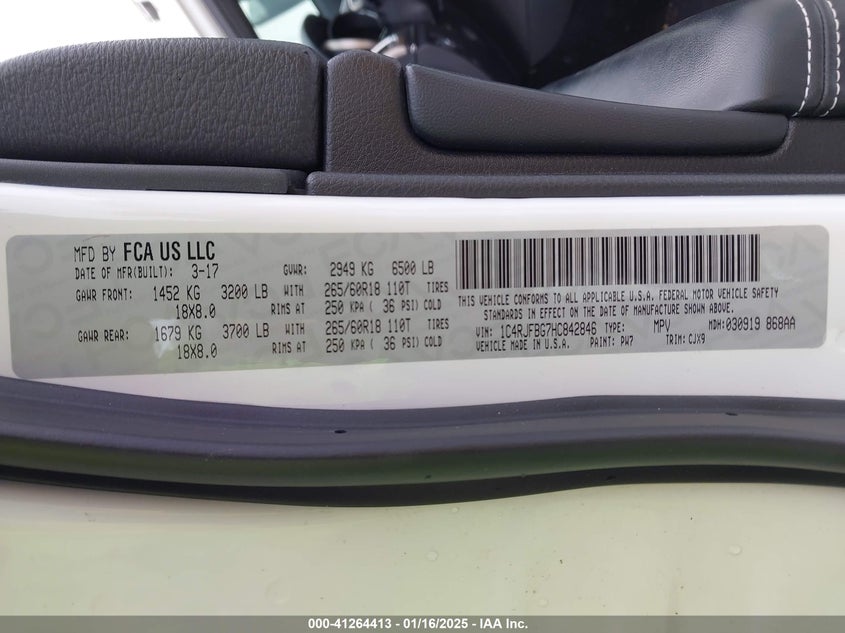 MFD BY FCA US LLC
DATE OF MFR(BUILT): 3-17 GVWR: 2949 KG 6500 LB
GAWR FRONT: 1452 KG 3200 LB WITH 265/60R18 110T TIRES
18X8.0 RIMS AT 250 KPA ( 36 PSI) COLD
GAWR REAR: 1679 KG 3700 LB WITH 265/60R18 110T TIRES
18X8.0 RIMS AT 250 KPA ( 36 PSI) COLD
THIS VEHICLE CONFORMS TO ALL APPLICABLE U.S.A. FEDERAL MOTOR VEHICLE SAFETY
STANDARDS IN EFFECT ON THE DATE OF MANUFACTURE SHOWN ABOVE.
VIN: 1C4RJFBG7HC842846 TYPE: MPV MDH: 030919 868AA
VEHICLE MADE IN U.S.A. PAINT: PW7 TRIM: CJX9
000-41264413 - 01/16/2025 - IAA Inc.